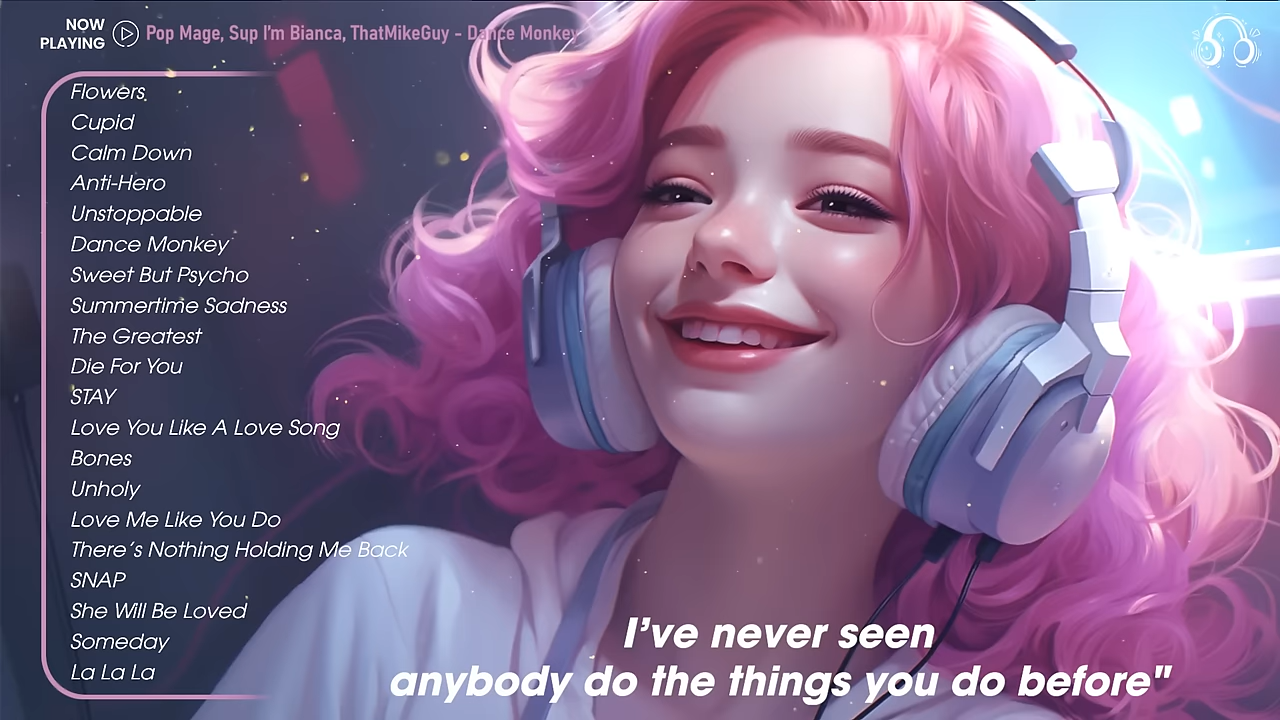 NOW
PLAYING
Pop Mage, Sup I'm Bianca, ThatMikeGuy - Dance Monkey
Flowers
Cupid
Calm Down
Anti-Hero
Unstoppable
Dance Monkey
Sweet But Psycho
Summertime Sadness
The Greatest
Die For You
STAY
Love You Like A Love Song
Bones
Unholy
Love Me Like You Do
There´s Nothing Holding Me Back
SNAP
She Will Be Loved
Someday
La La La
I’ve never seen
anybody do the things you do before"